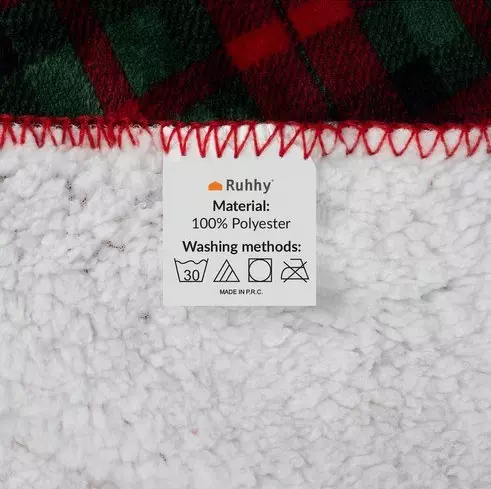 Ruhhy
Material:
100% Polyester
Washing methods:
30
MADE IN P.R.C.